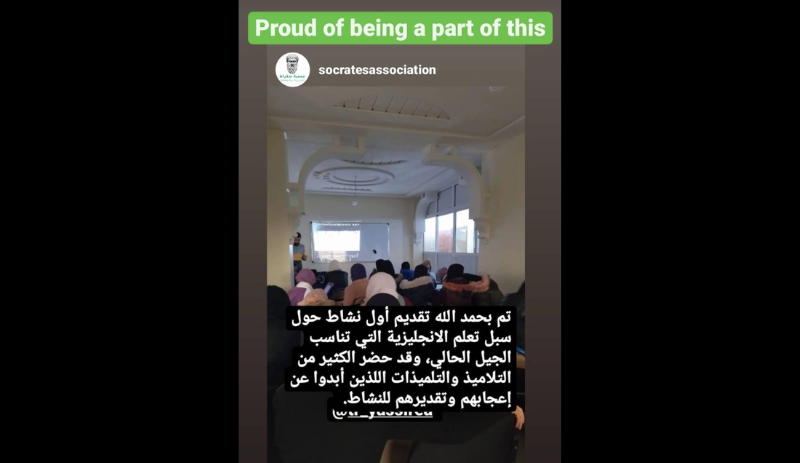 Proud of being a part of this
socratesassociation
تم بحمد الله تقديم أول نشاط حول
سبل تعلم الانجليزية التي تناسب
الجيل الحالي، وقد حضر الكثير من
التلاميذ والتلميذات اللذين أبدوا عن
إعجابهم وتقديرهم للنشاط.